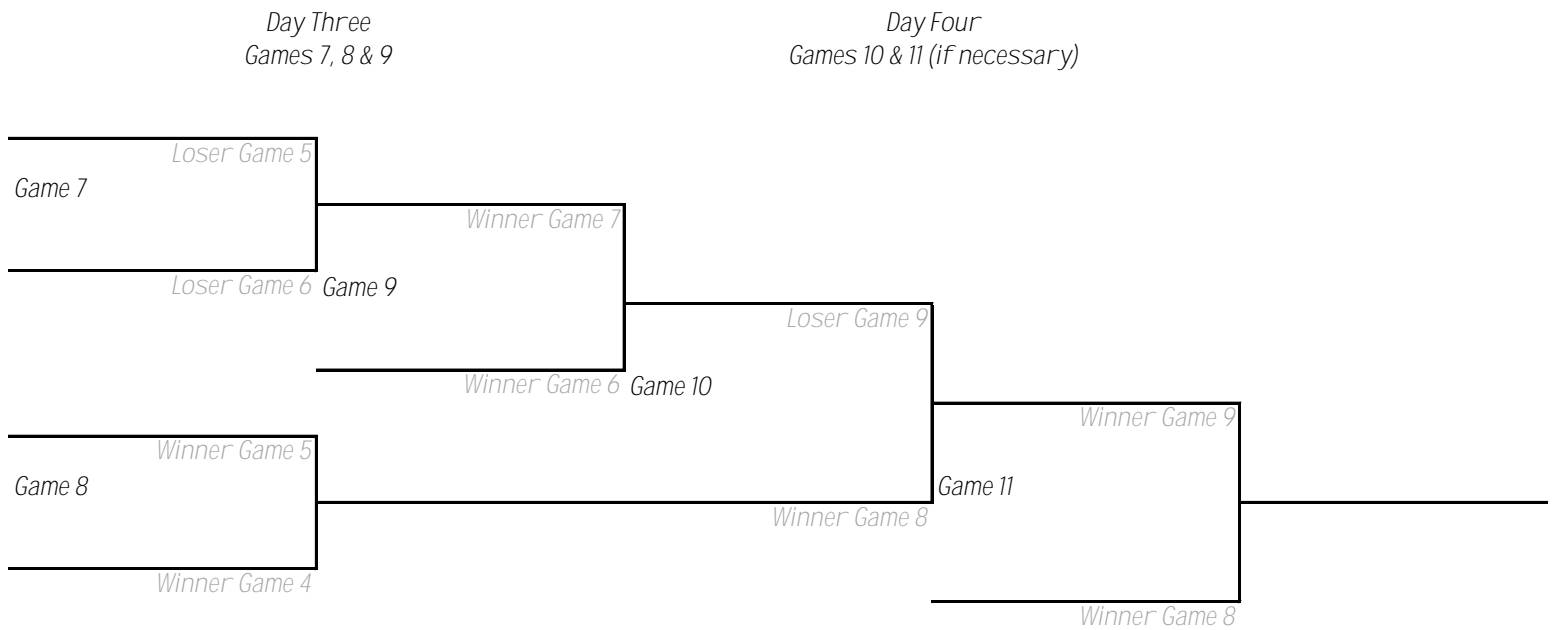 Day Three
Games 7, 8 & 9
Day Four
Games 10 & 11 (if necessary)
Loser Game 5
Game 7
Winner Game 7
Loser Game 6
Game 9
Loser Game 9
Winner Game 6
Game 10
Winner Game 9
Winner Game 5
Game 8
Game 11
Winner Game 8
Winner Game 4
Winner Game 8